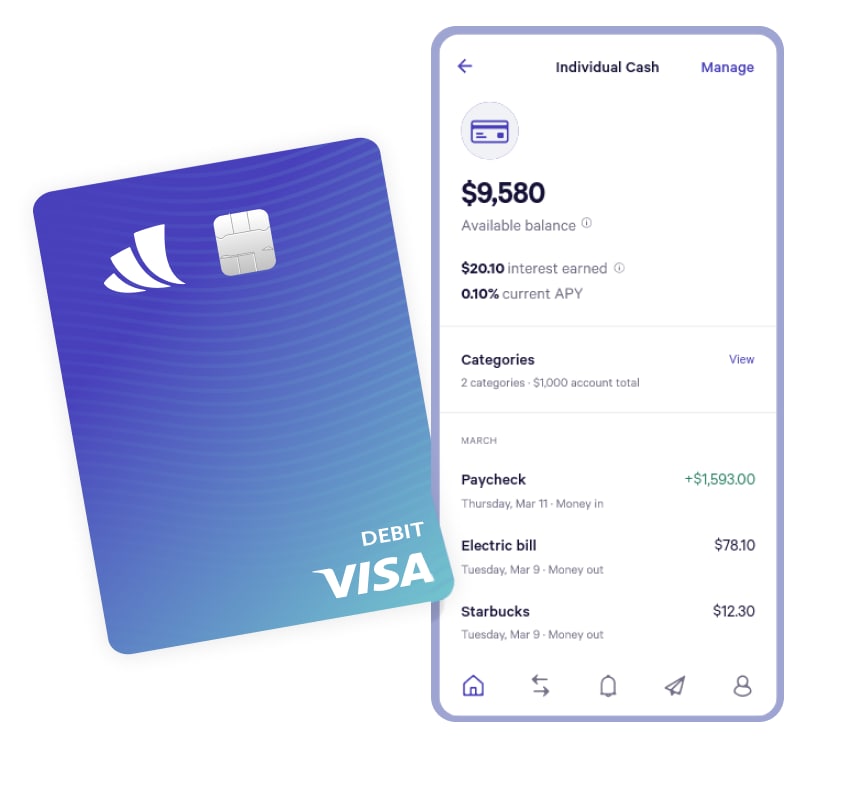 Individual Cash
Manage
$9,580
Available balance
$20.10 interest earned
0.10% current APY
Categories
View
2 categories · $1,000 account total
MARCH
Paycheck
+$1,593.00
Thursday, Mar 11 · Money in
Electric bill
$78.10
Tuesday, Mar 9 · Money out
Starbucks
$12.30
Tuesday, Mar 9 · Money out
DEBIT
VISA